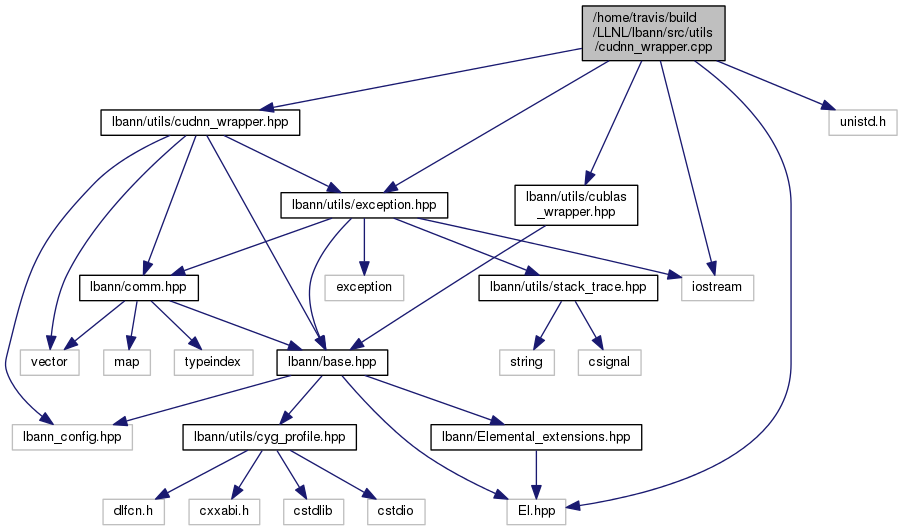 /home/travis/build
/LLNL/lbann/src/utils
/cudnn_wrapper.cpp
lbann/utils/cudnn_wrapper.hpp
unistd.h
lbann/utils/exception.hpp
lbann/utils/cublas
_wrapper.hpp
lbann/comm.hpp
exception
lbann/utils/stack_trace.hpp
iostream
vector
map
typeindex
lbann/base.hpp
string
csignal
lbann_config.hpp
lbann/utils/cyg_profile.hpp
lbann/Elemental_extensions.hpp
dlfcn.h
cxxabi.h
cstdlib
cstdio
El.hpp